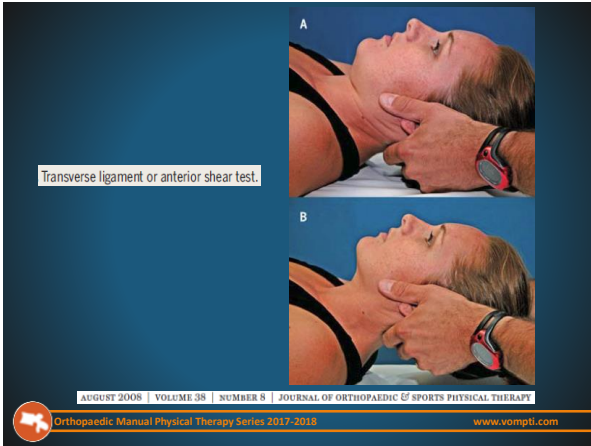 A
Transverse ligament or anterior shear test.
B
AUGUST 2008 | VOLUME 38 | NUMBER 8 | JOURNAL OF ORTHOPAEDIC & SPORTS PHYSICAL THERAPY
Orthopaedic Manual Physical Therapy Series 2017-2018
www.vompti.com